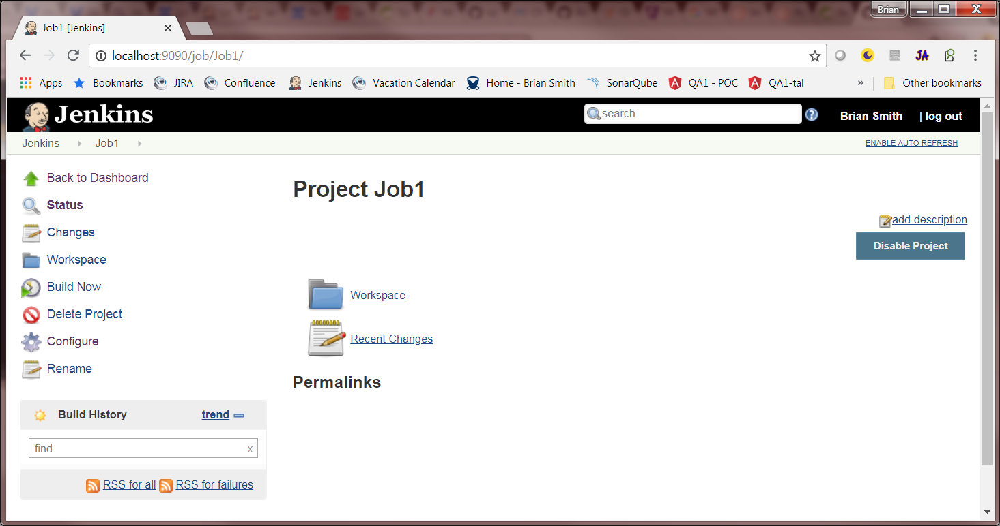 Brian
Job1 [Jenkins]
localhost:9090/job/Job1/
JA
Apps Bookmarks JIRA Confluence Jenkins Vacation Calendar Home - Brian Smith SonarQube QA1 - POC QA1-tal » Other bookmarks
Jenkins search ? Brian Smith | log out
Jenkins Job1 ENABLE AUTO REFRESH
Back to Dashboard
Status
Changes
Workspace
Build Now
Delete Project
Configure
Rename
Build History trend
find x
RSS for all RSS for failures
Project Job1
add description
Disable Project
Workspace
Recent Changes
Permalinks